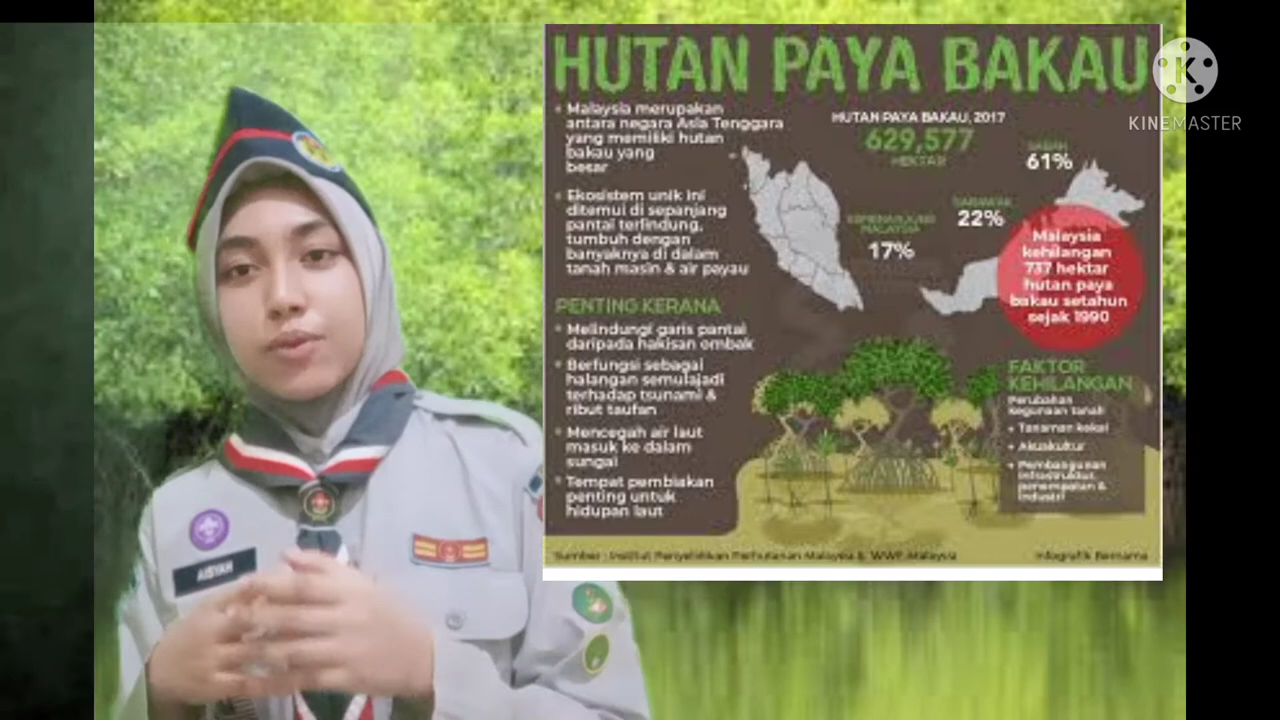 HUTAN PAYA BAKAU
KINEMASTER
Malaysia merupakan
antara negara Asia Tenggara
yang memiliki hutan
bakau yang
besar
Ekosistem unik ini
ditemui di sepanjang
pantai terlindung,
tumbuh dengan
banyaknya di dalam
tanah masin & air payau
PENTING KERANA
Melindungi garis pantai
daripada hakisan ombak
Berfungsi sebagai
halangan semulajadi
terhadap tsunami &
ribut taufan
Mencegah air laut
masuk ke dalam
sungai
Tempat pembiakan
penting untuk
hidupan laut
HUTAN PAYA BAKAU, 2017
629,577
HEKTAR
SABAH
61%
SARAWAK
22%
SEMENANJUNG
MALAYSIA
17%
Malaysia
kehilangan
737 hektar
hutan paya
bakau setahun
sejak 1990
FAKTOR
KEHILANGAN
Perubahan
kegunaan tanah
+ Tanaman kekal
+ Akuakultur
+ Pembangunan
infrastruktur,
penempatan &
industri
Sumber : Institut Penyelidikan Perhutanan Malaysia & WWF-Malaysia
Infografik Bernama
AISYAH